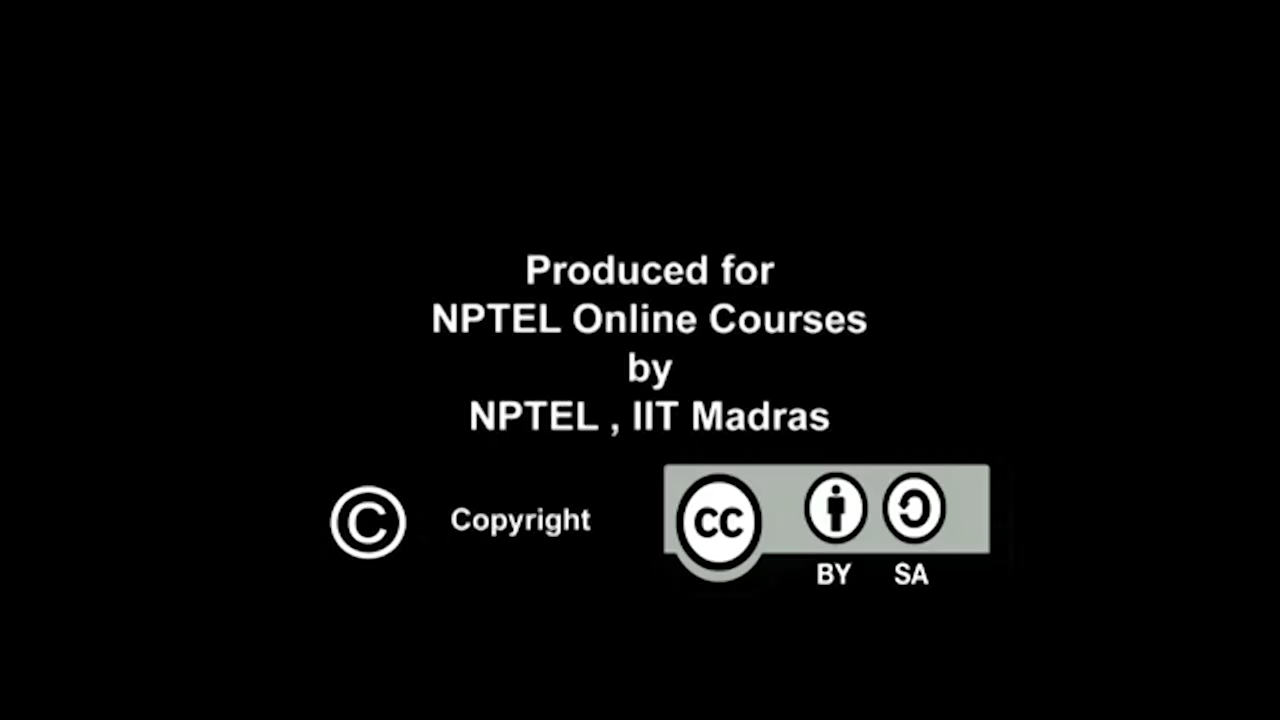 Produced for
NPTEL Online Courses
by
NPTEL , IIT Madras
© Copyright
cc
BY SA